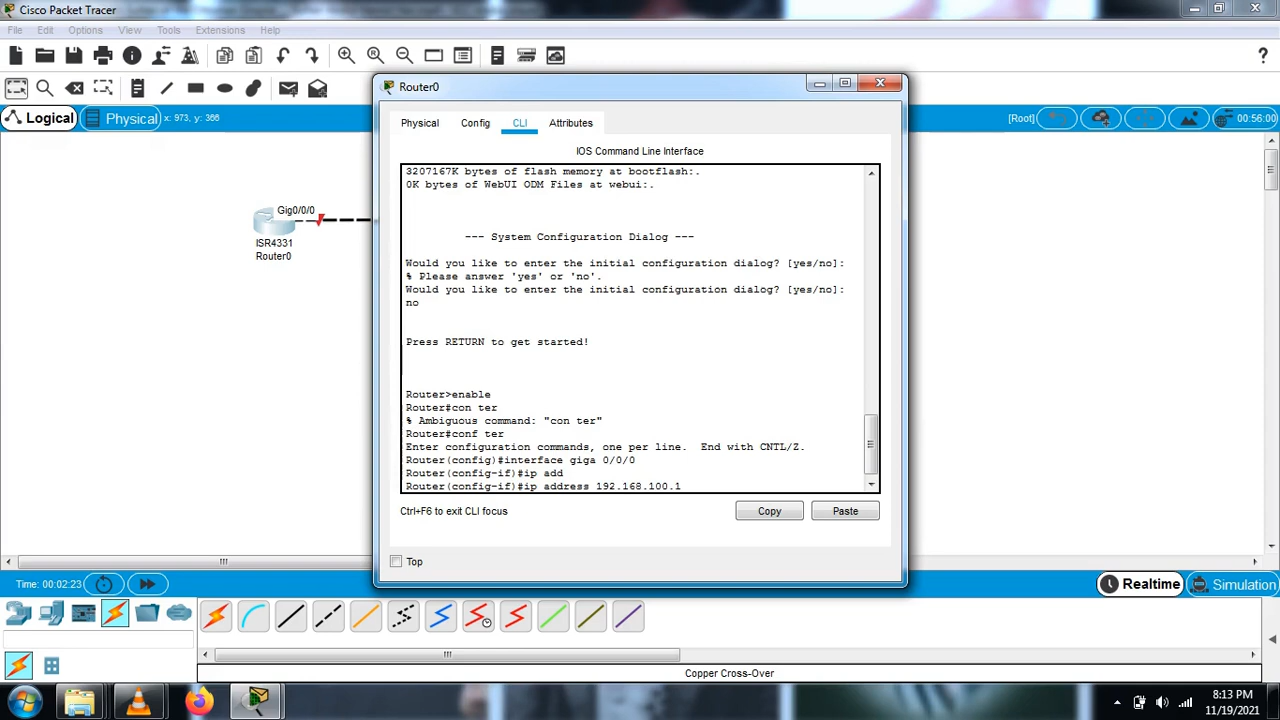 Cisco Packet Tracer
File Edit Options View Tools Extensions Help
?
Logical Physical x: 973, y: 366 [Root] 00:56:00
Router0
Physical Config CLI Attributes
IOS Command Line Interface
3207167K bytes of flash memory at bootflash:.
0K bytes of WebUI ODM Files at webui:.
--- System Configuration Dialog ---
Would you like to enter the initial configuration dialog? [yes/no]:
% Please answer 'yes' or 'no'.
Would you like to enter the initial configuration dialog? [yes/no]:
no
Press RETURN to get started!
Router>enable
Router#con ter
% Ambiguous command: "con ter"
Router#conf ter
Enter configuration commands, one per line.  End with CNTL/Z.
Router(config)#interface giga 0/0/0
Router(config-if)#ip add
Router(config-if)#ip address 192.168.100.1
Ctrl+F6 to exit CLI focus Copy Paste
Top
Gig0/0/0
ISR4331
Router0
Time: 00:02:23 Realtime Simulation
Copper Cross-Over
8:13 PM
11/19/2021